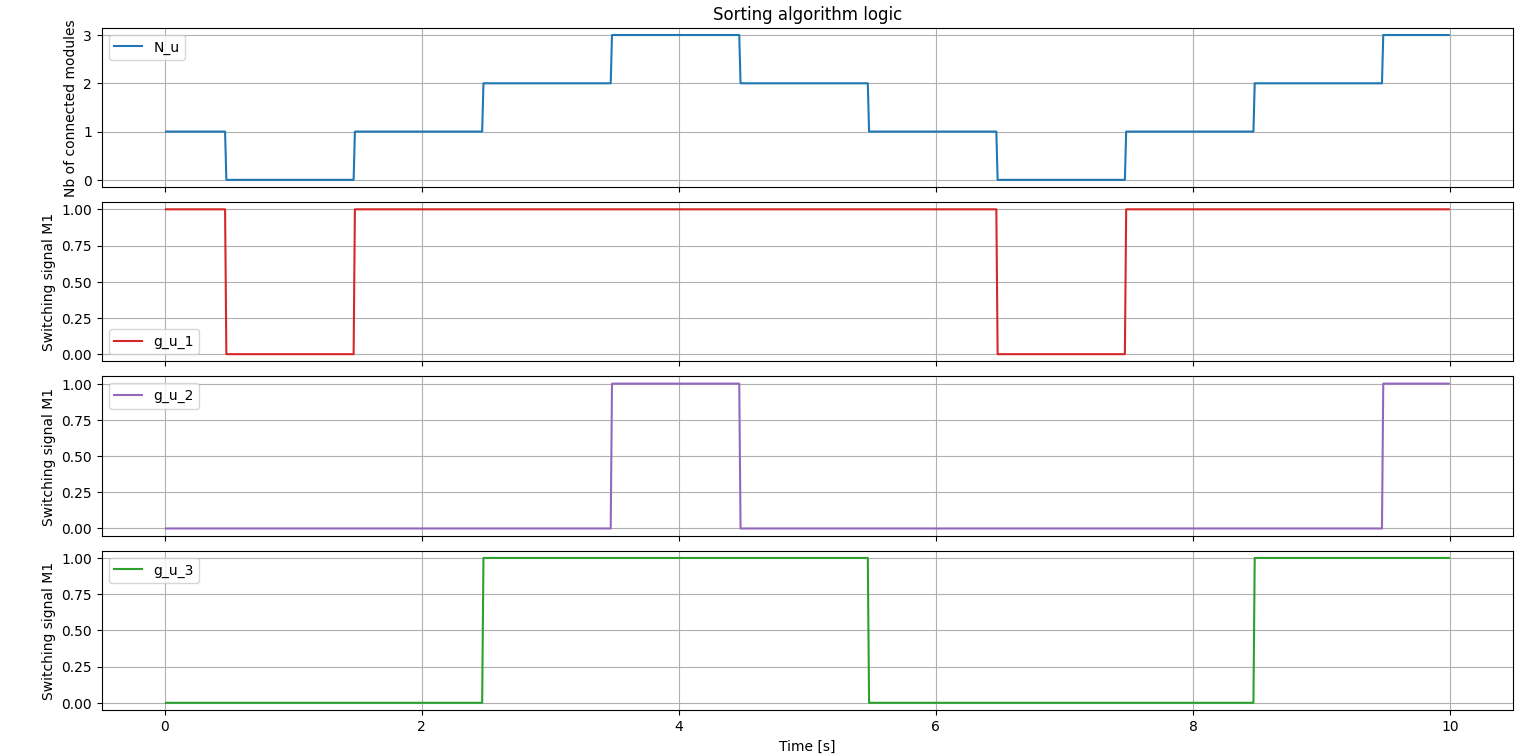 Sorting algorithm logic
Nb of connected modules
3
2
1
0
N_u
Switching signal M1
1.00
0.75
0.50
0.25
0.00
g_u_1
Switching signal M1
1.00
0.75
0.50
0.25
0.00
g_u_2
Switching signal M1
1.00
0.75
0.50
0.25
0.00
g_u_3
0 2 4 6 8 10
Time [s]